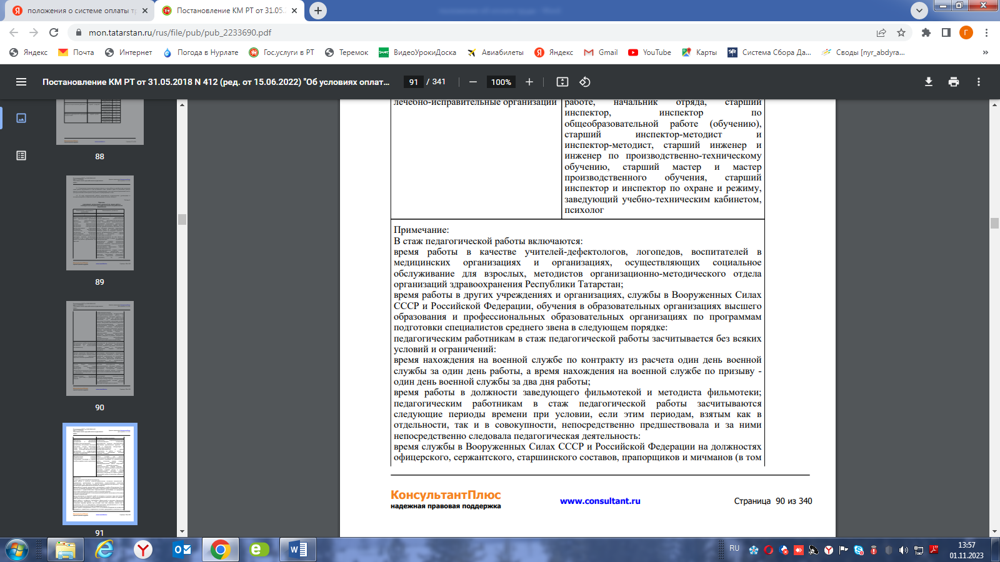 положения о системе оплаты тр
Постановление КМ РТ от 31.05.2
mon.tatarstan.ru/rus/file/pub/pub_2233690.pdf
Г
Яндекс
Почта
Интернет
Погода в Нурлате
Гос.услуги в РТ
Теремок
ВидеоУрокиДоска
Авиабилеты
Яндекс
Gmail
YouTube
Карты
Система Сбора Да...
Своды [nyr_abdyra...
Постановление КМ РТ от 31.05.2018 N 412 (ред. от 15.06.2022) "Об условиях оплат...
91 / 341
100%
88
89
90
91
лечебно-исправительные организации
работе, начальник отряда, старший
инспектор, инспектор по
общеобразовательной работе (обучению),
старший инспектор-методист и
инспектор-методист, старший инженер и
инженер по производственно-техническому
обучению, старший мастер и мастер
производственного обучения, старший
инспектор и инспектор по охране и режиму,
заведующий учебно-техническим кабинетом,
психолог
Примечание:
В стаж педагогической работы включаются:
время работы в качестве учителей-дефектологов, логопедов, воспитателей в
медицинских организациях и организациях, осуществляющих социальное
обслуживание для взрослых, методистов организационно-методического отдела
организаций здравоохранения Республики Татарстан;
время работы в других учреждениях и организациях, службы в Вооруженных Силах
СССР и Российской Федерации, обучения в образовательных организациях высшего
образования и профессиональных образовательных организациях по программам
подготовки специалистов среднего звена в следующем порядке:
педагогическим работникам в стаж педагогической работы засчитывается без всяких
условий и ограничений:
время нахождения на военной службе по контракту из расчета один день военной
службы за один день работы, а время нахождения на военной службе по призыву -
один день военной службы за два дня работы;
время работы в должности заведующего фильмотекой и методиста фильмотеки;
педагогическим работникам в стаж педагогической работы засчитываются
следующие периоды времени при условии, если этим периодам, взятым как в
отдельности, так и в совокупности, непосредственно предшествовала и за ними
непосредственно следовала педагогическая деятельность:
время службы в Вооруженных Силах СССР и Российской Федерации на должностях
офицерского, сержантского, старшинского составов, прапорщиков и мичманов (в том
КонсультантПлюс
надежная правовая поддержка
www.consultant.ru
Страница 90 из 340
RU
13:57
01.11.2023